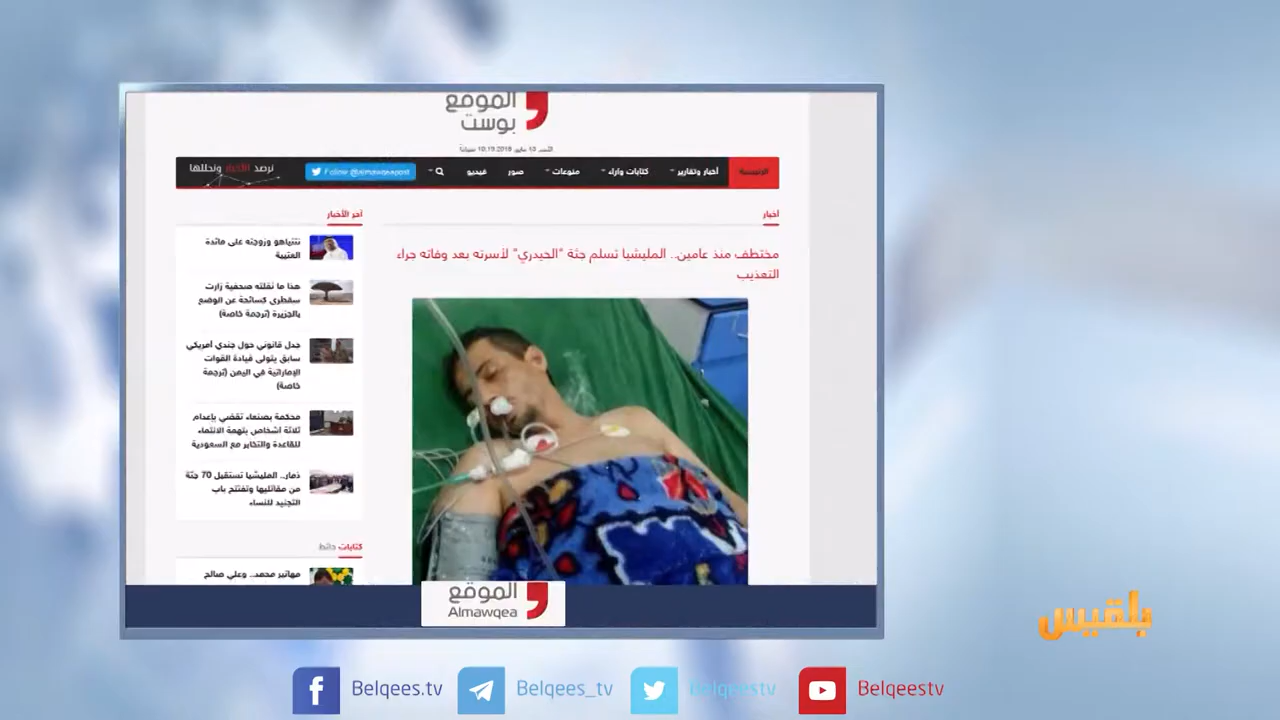 الموقع
بوست
الرئيسية
أخبار وتقارير
كتابات وآراء
منوعات
صور
فيديو
Follow @almawqeapost
نرصد الأخبار ونحللها
أخبار
مختطف منذ عامين.. المليشيا تسلم جثة "الحيدري" لأسرته بعد وفاته جراء
التعذيب
آخر الأخبار
نتنياهو وزوجته على مائدة
العتيبة
هذا ما نقلته صحفية زارت
سقطرى كسائحة عن الوضع
بالجزيرة (ترجمة خاصة)
جدل قانوني حول جندي أمريكي
سابق يتولى قيادة القوات
الإماراتية في اليمن (ترجمة
خاصة)
محكمة بصنعاء تقضي بإعدام
ثلاثة أشخاص بتهمة الانتماء
للقاعدة والتخابر مع السعودية
ذمار.. المليشيا تستقبل 70 جثة
من مقاتليها وتفتتح باب
التجنيد للنساء
كتابات حائط
مهاتير محمد.. وعلي صالح
الموقع
Almawqea
بلقيس
Belqees.tv
Belqees_tv
Belqeestv
Belqeestv